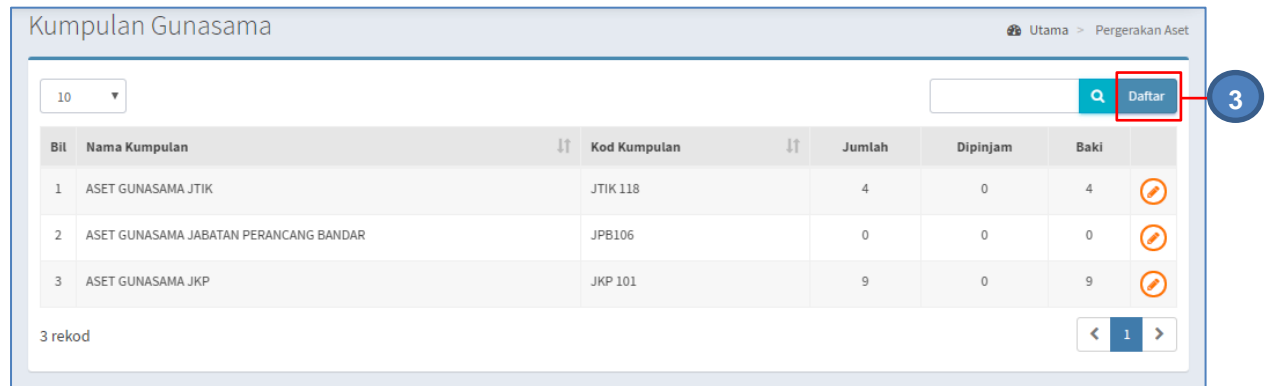 Kumpulan Gunasama
Utama > Pergerakan Aset
10
Daftar
3
Bil Nama Kumpulan Kod Kumpulan Jumlah Dipinjam Baki
1 ASET GUNASAMA JTIK JTIK 118 4 0 4
2 ASET GUNASAMA JABATAN PERANCANG BANDAR JPB106 0 0 0
3 ASET GUNASAMA JKP JKP 101 9 0 9
3 rekod
< 1 >